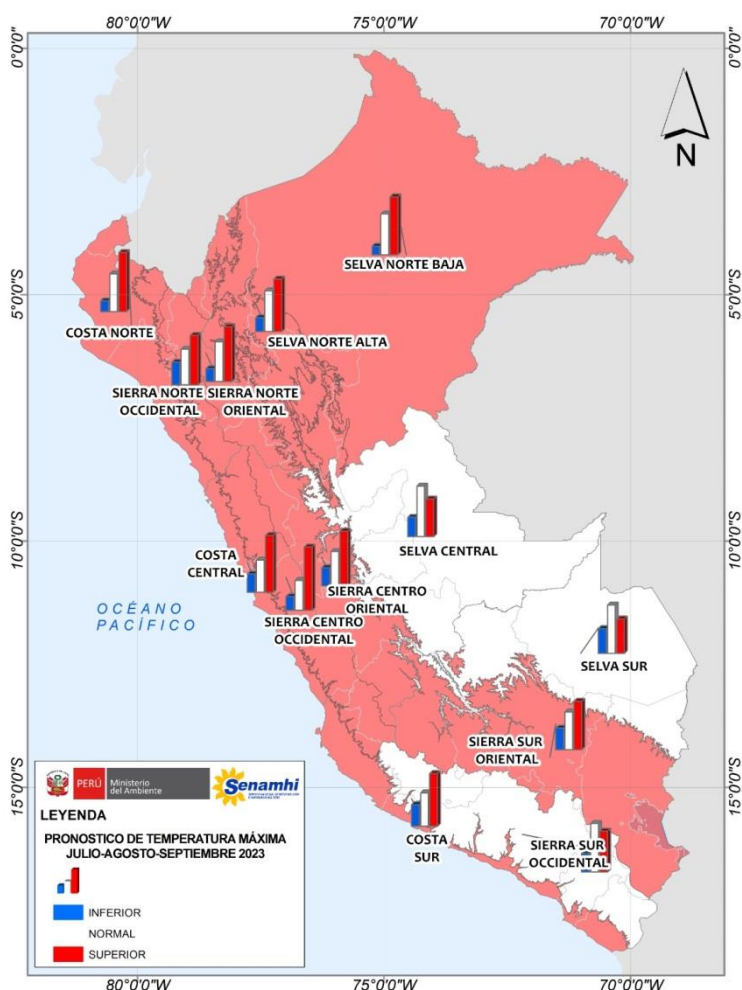 80°0'0"W 75°0'0"W 70°0'0"W
0°0'0"
0°0'0"
N
SELVA NORTE BAJA
5°0'0"S
5°0'0"S
COSTA NORTE
SELVA NORTE ALTA
SIERRA NORTE
OCCIDENTAL
SIERRA NORTE
ORIENTAL
10°0'0"S
10°0'0"S
SELVA CENTRAL
COSTA
CENTRAL
SIERRA CENTRO
ORIENTAL
SIERRA CENTRO
OCCIDENTAL
OCÉANO
PACÍFICO
SELVA SUR
SIERRA SUR
ORIENTAL
15°0'0"S
15°0'0"S
COSTA
SUR
SIERRA SUR
OCCIDENTAL
PERÚ Ministerio
del Ambiente
Senamhi
LEYENDA
PRONOSTICO DE TEMPERATURA MÁXIMA
JULIO-AGOSTO-SEPTIEMBRE 2023
INFERIOR
NORMAL
SUPERIOR
80°0'0"W 75°0'0"W 70°0'0"W